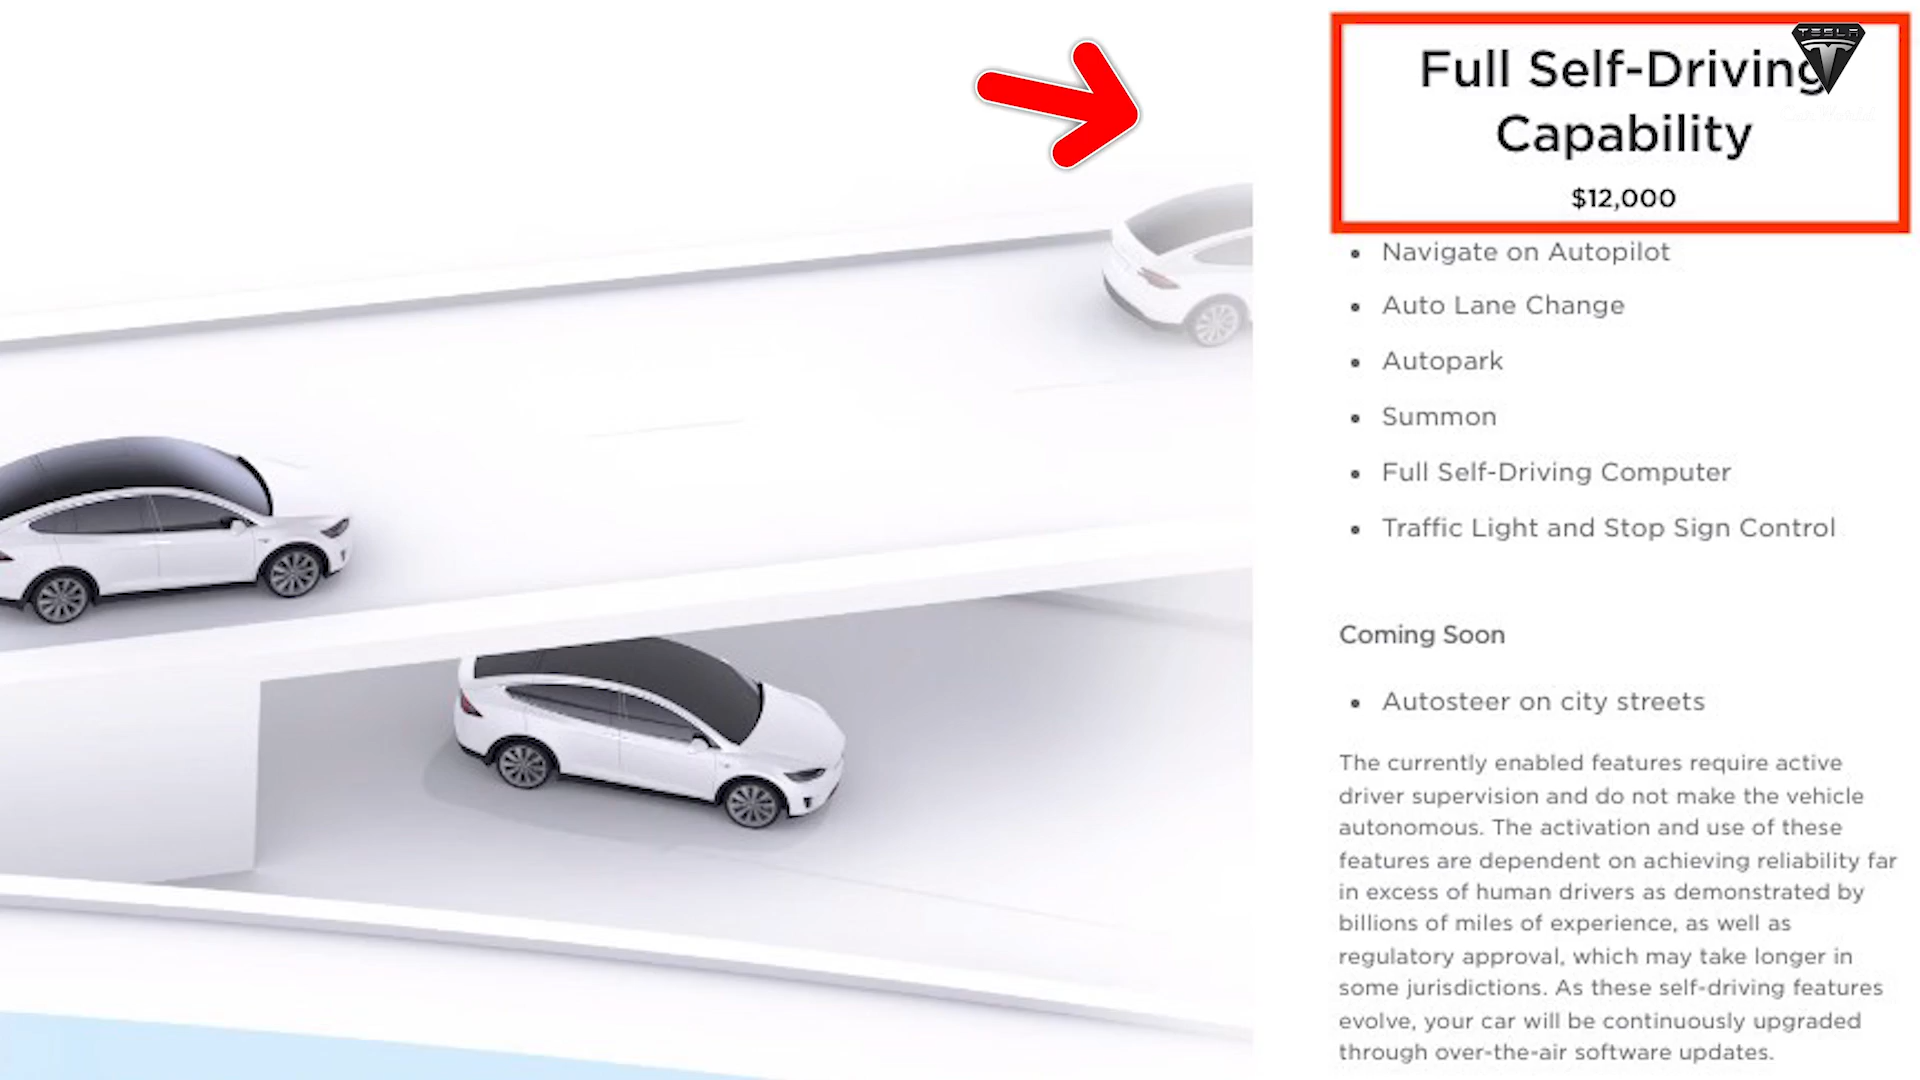 TESLA
Full Self-Driving
Capability
$12,000
• Navigate on Autopilot
• Auto Lane Change
• Autopark
• Summon
• Full Self-Driving Computer
• Traffic Light and Stop Sign Control
Coming Soon
• Autosteer on city streets
The currently enabled features require active
driver supervision and do not make the vehicle
autonomous. The activation and use of these
features are dependent on achieving reliability far
in excess of human drivers as demonstrated by
billions of miles of experience, as well as
regulatory approval, which may take longer in
some jurisdictions. As these self-driving features
evolve, your car will be continuously upgraded
through over-the-air software updates.